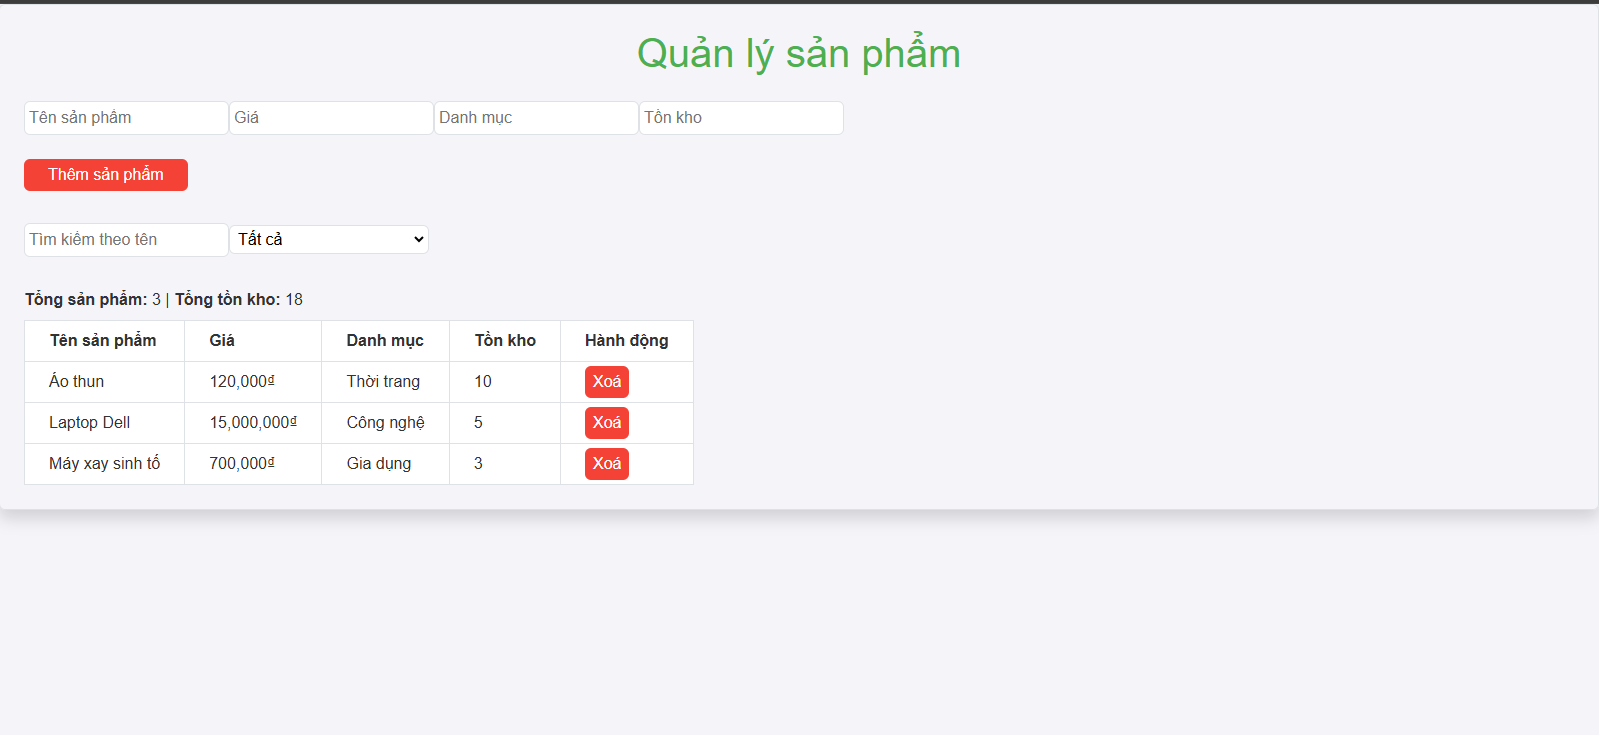 Quản lý sản phẩm
Tên sản phẩm Giá Danh mục Tồn kho
Thêm sản phẩm
Tìm kiếm theo tên Tất cả
Tổng sản phẩm: 3 | Tổng tồn kho: 18
Tên sản phẩm Giá Danh mục Tồn kho Hành động
Áo thun 120,000₫ Thời trang 10 Xoá
Laptop Dell 15,000,000₫ Công nghệ 5 Xoá
Máy xay sinh tố 700,000₫ Gia dụng 3 Xoá